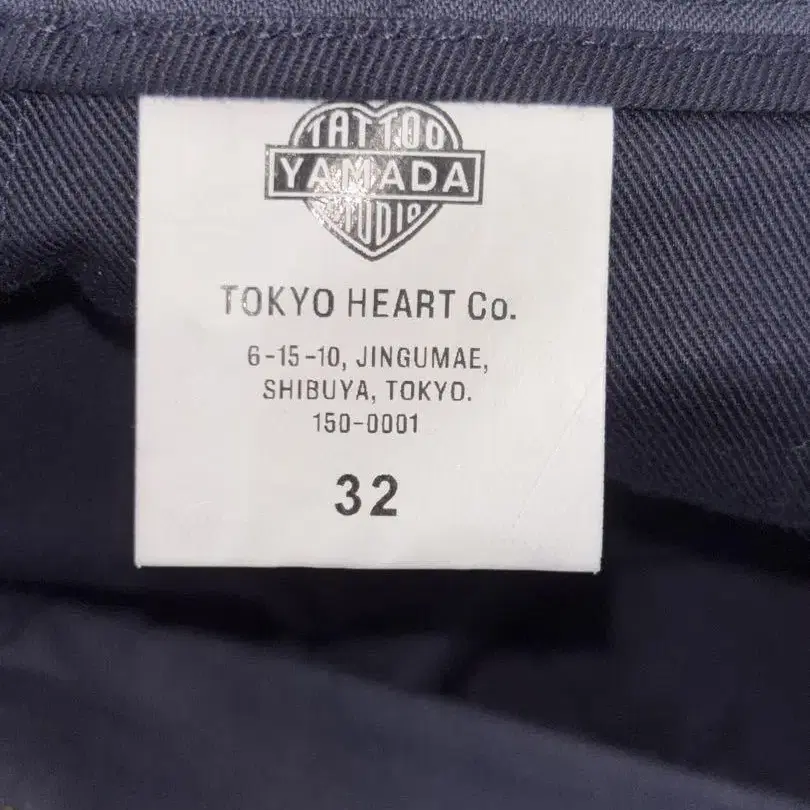 TATTOO
YAMADA
STUDIO
TOKYO HEART Co.
6-15-10, JINGUMAE,
SHIBUYA, TOKYO.
150-0001
32